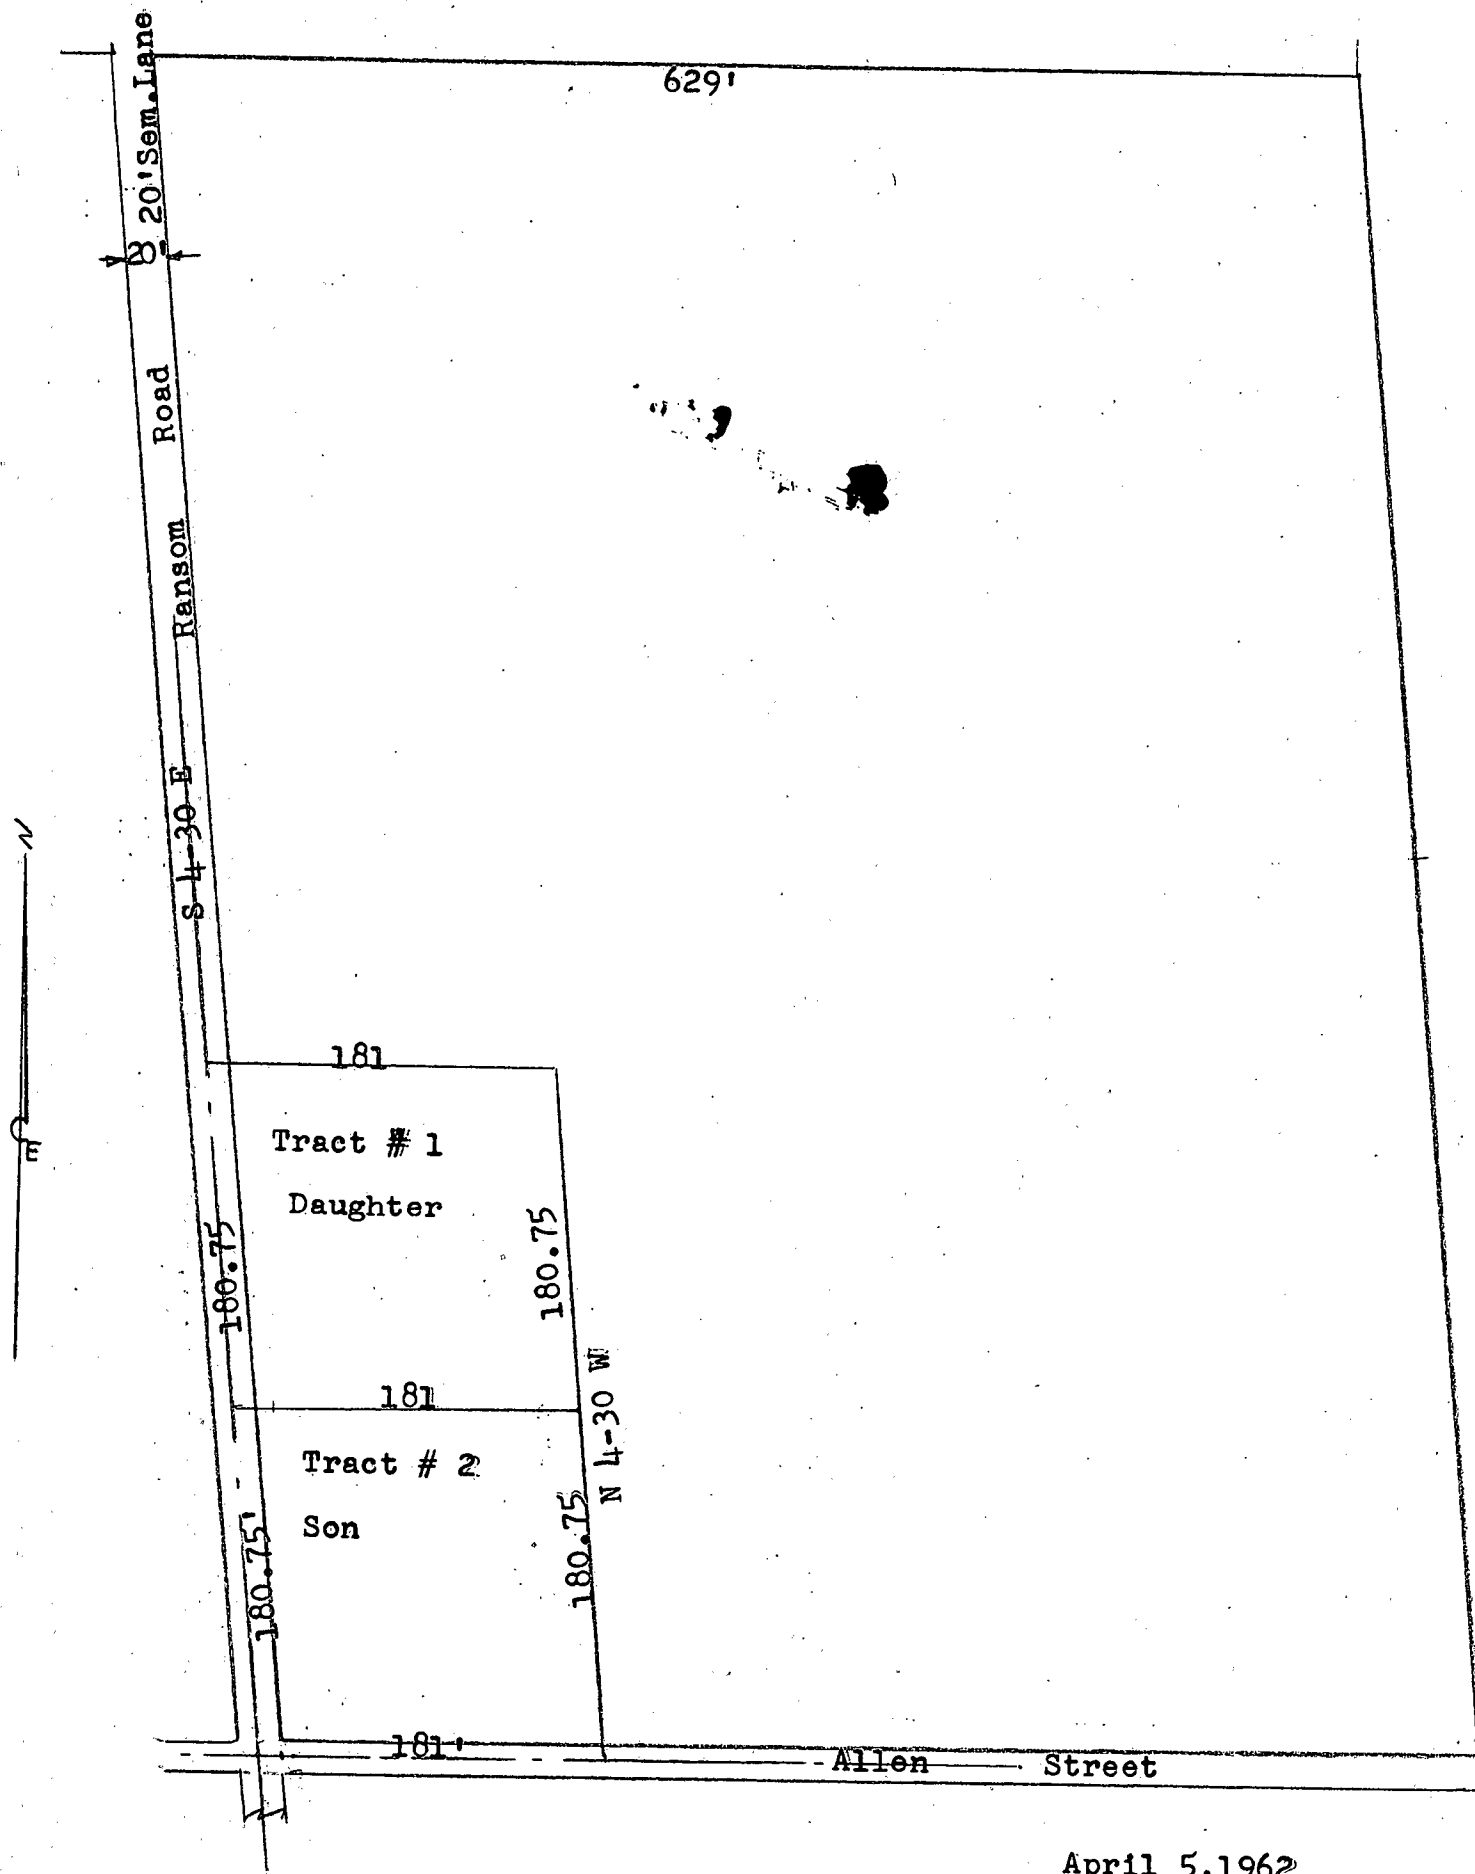 20'Sem.Lane
629'
20'
Ransom Road
S 4-30 E
N
E
181
Tract # 1
Daughter
180.75
180.75
181
N 4-30 W
Tract # 2
Son
180.75'
180.75
181'
Allen Street
April 5,1962